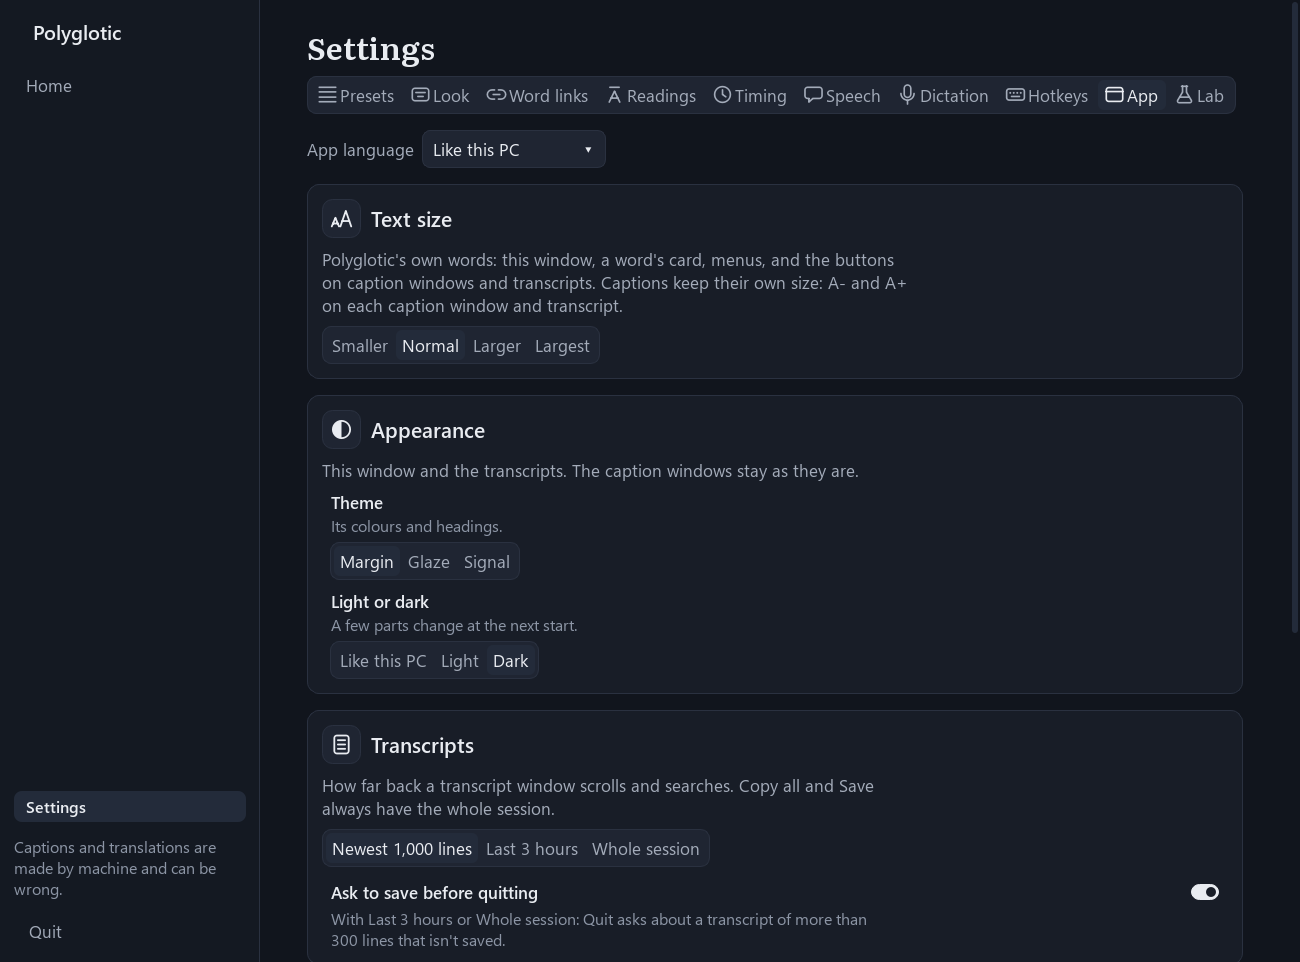 Polyglotic
Home
Settings
Captions and translations are
made by machine and can be
wrong.
Quit
Settings
Presets Look Word links Readings Timing Speech Dictation Hotkeys App Lab
App language Like this PC
Text size
Polyglotic's own words: this window, a word's card, menus, and the buttons
on caption windows and transcripts. Captions keep their own size: A- and A+
on each caption window and transcript.
Smaller Normal Larger Largest
Appearance
This window and the transcripts. The caption windows stay as they are.
Theme
Its colours and headings.
Margin Glaze Signal
Light or dark
A few parts change at the next start.
Like this PC Light Dark
Transcripts
How far back a transcript window scrolls and searches. Copy all and Save
always have the whole session.
Newest 1,000 lines Last 3 hours Whole session
Ask to save before quitting
With Last 3 hours or Whole session: Quit asks about a transcript of more than
300 lines that isn't saved.